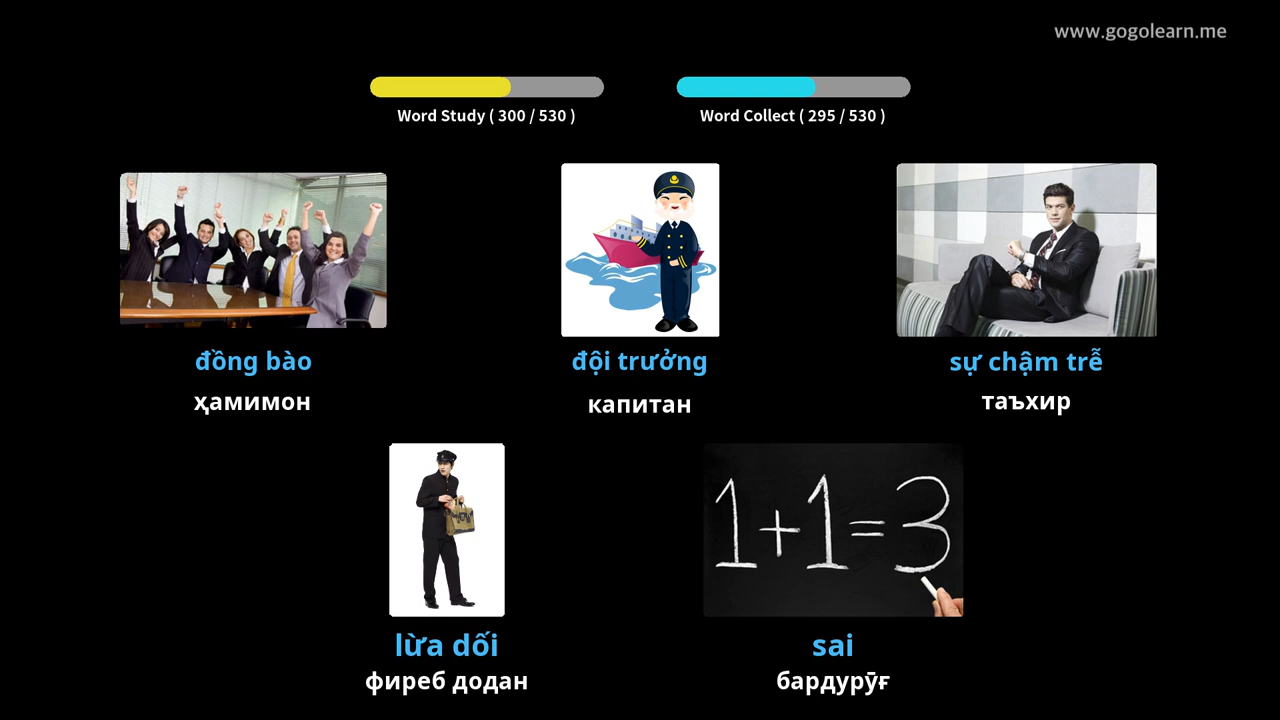 www.gogolearn.me
Word Study ( 300 / 530 )
Word Collect ( 295 / 530 )
đồng bào
ҳамимон
đội trưởng
капитан
sự chậm trễ
таъхир
1+1=3
lừa dối
фиреб додан
sai
бардурӯғ